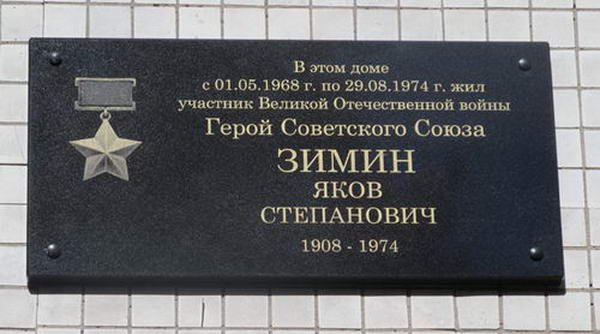 В этом доме
с 01.05.1968 г. по 29.08.1974 г. жил
участник Великой Отечественной войны
Герой Советского Союза
ЗИМИН
ЯКОВ
СТЕПАНОВИЧ
1908 - 1974